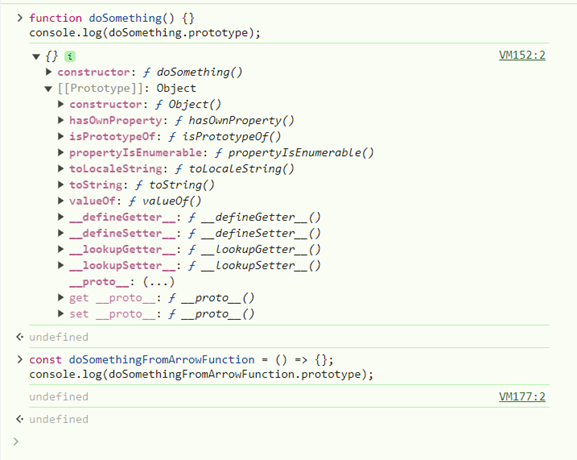 function doSomething() {}
console.log(doSomething.prototype);
{} i VM152:2
constructor: ƒ doSomething()
[[Prototype]]: Object
constructor: ƒ Object()
hasOwnProperty: ƒ hasOwnProperty()
isPrototypeOf: ƒ isPrototypeOf()
propertyIsEnumerable: ƒ propertyIsEnumerable()
toLocaleString: ƒ toLocaleString()
toString: ƒ toString()
valueOf: ƒ valueOf()
__defineGetter__: ƒ __defineGetter__()
__defineSetter__: ƒ __defineSetter__()
__lookupGetter__: ƒ __lookupGetter__()
__lookupSetter__: ƒ __lookupSetter__()
__proto__: (...)
get __proto__: ƒ __proto__()
set __proto__: ƒ __proto__()
undefined
const doSomethingFromArrowFunction = () => {};
console.log(doSomethingFromArrowFunction.prototype);
undefined VM177:2
undefined